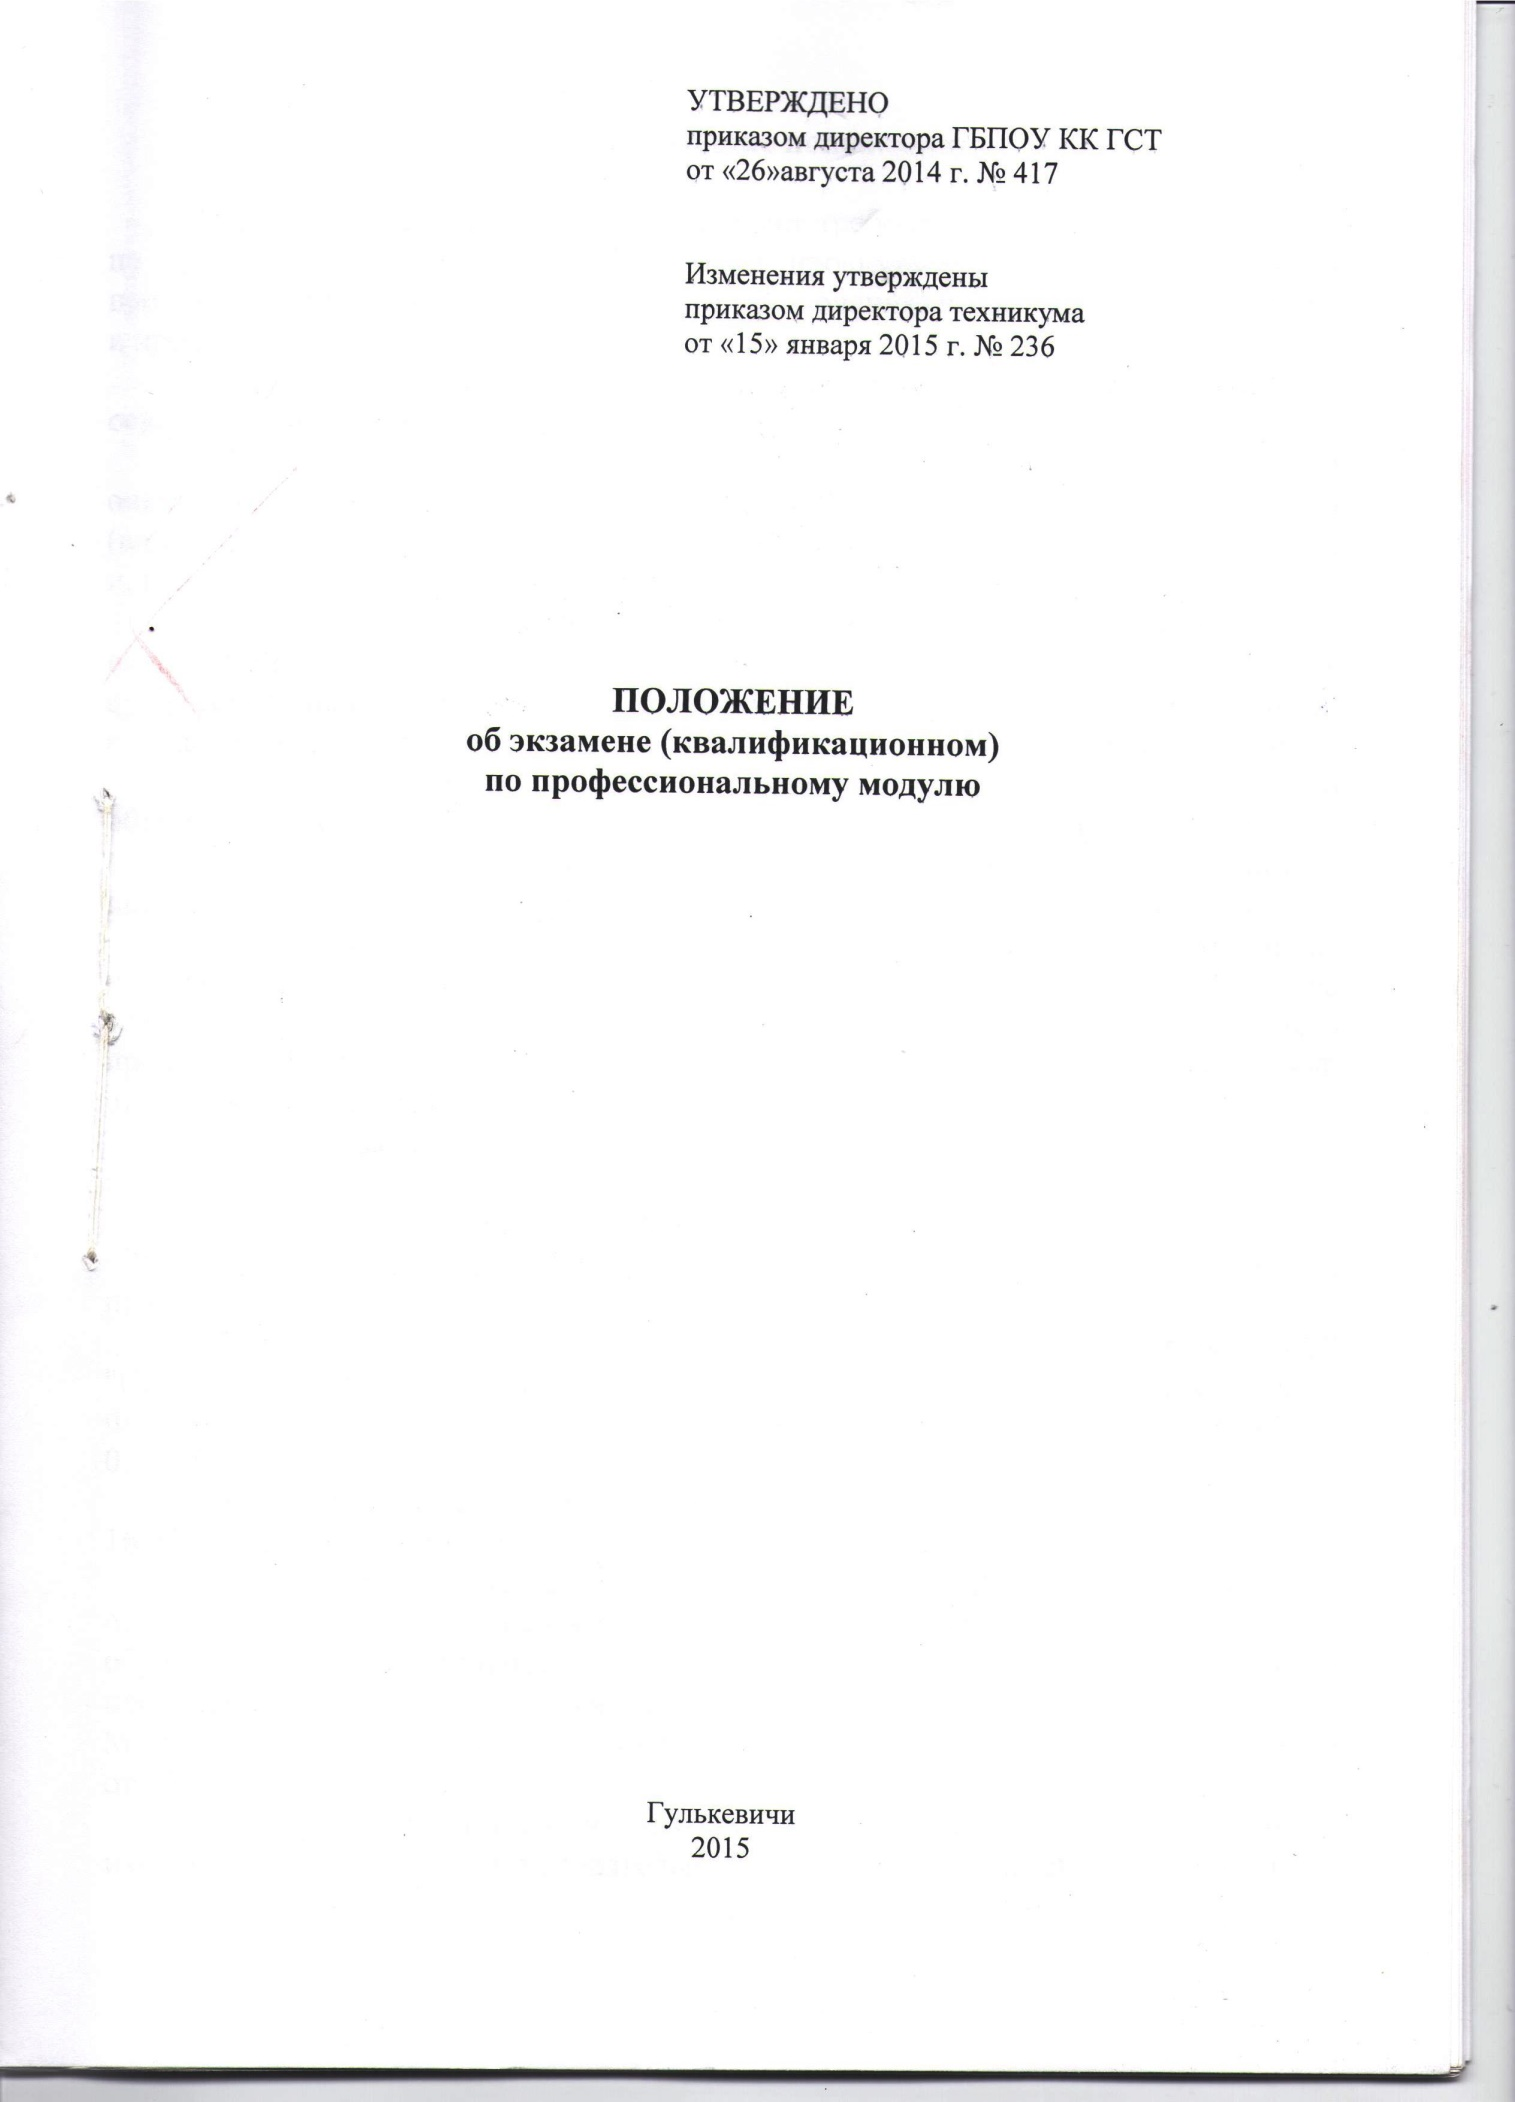 УТВЕРЖДЕНО
приказом директора ГБПОУ КК ГСТ
от «26»августа 2014 г. № 417
Изменения утверждены
приказом директора техникума
от «15» января 2015 г. № 236
ПОЛОЖЕНИЕ
об экзамене (квалификационном)
по профессиональному модулю
Гулькевичи
2015